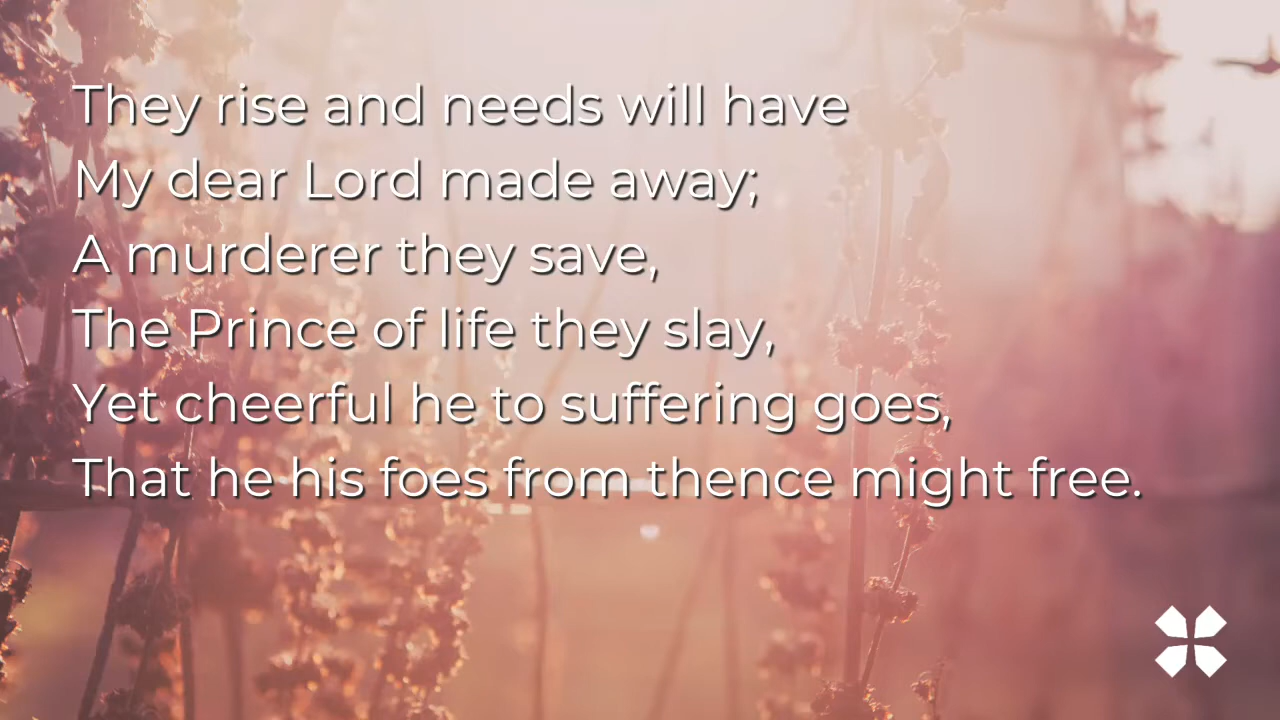 They rise and needs will have
My dear Lord made away;
A murderer they save,
The Prince of life they slay,
Yet cheerful he to suffering goes,
That he his foes from thence might free.